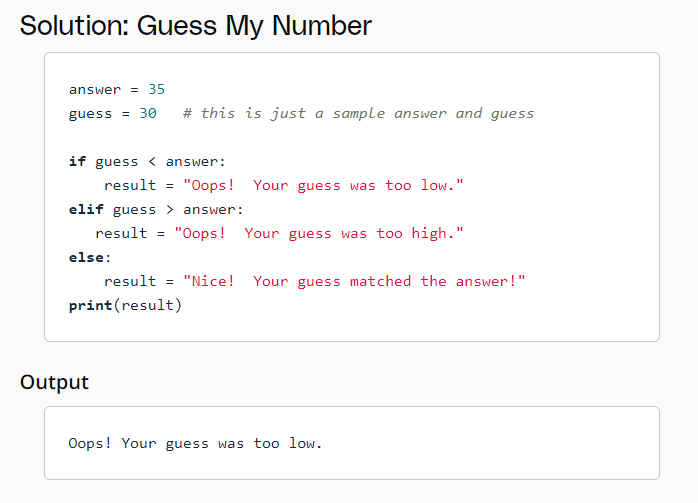 Solution: Guess My Number
answer = 35
guess = 30   # this is just a sample answer and guess
if guess < answer:
    result = "Oops!  Your guess was too low."
elif guess > answer:
   result = "Oops!  Your guess was too high."
else:
    result = "Nice!  Your guess matched the answer!"
print(result)
Output
Oops! Your guess was too low.